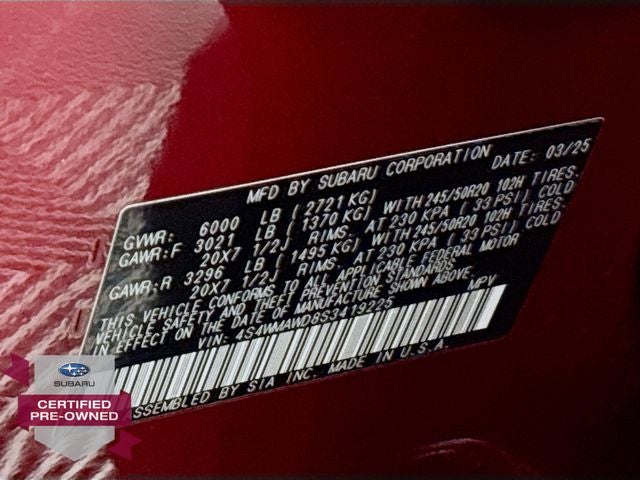 MFD BY SUBARU CORPORATION DATE: 03/25
GVWR: 6000 LB ( 2721 KG)
GAWR:F 3021 LB ( 1370 KG) WITH 245/50R20 102H TIRES.
20X7 1/2J RIMS. AT 230 KPA ( 33 PSI) COLD
GAWR:R 3296 LB ( 1495 KG) WITH 245/50R20 102H TIRES.
20X7 1/2J RIMS. AT 230 KPA ( 33 PSI) COLD
THIS VEHICLE CONFORMS TO ALL APPLICABLE FEDERAL MOTOR
VEHICLE SAFETY AND THEFT PREVENTION STANDARDS
IN EFFECT ON THE DATE OF MANUFACTURE SHOWN ABOVE.
VIN: 4S4WMAWD8S3419225 MPV
ASSEMBLED BY SIA INC. MADE IN U.S.A.
SUBARU
CERTIFIED
PRE-OWNED